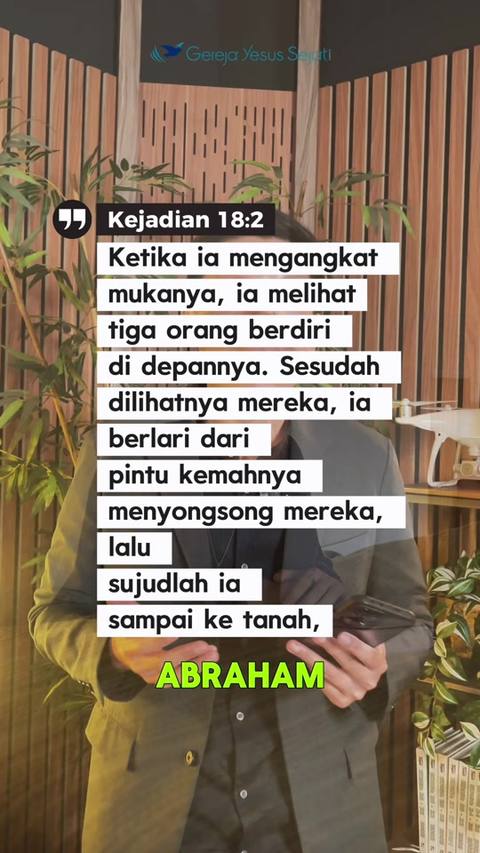 Gereja Yesus Sejati
Kejadian 18:2
Ketika ia mengangkat
mukanya, ia melihat
tiga orang berdiri
di depannya. Sesudah
dilihatnya mereka, ia
berlari dari
pintu kemahnya
menyongsong mereka,
lalu
sujudlah ia
sampai ke tanah,
ABRAHAM